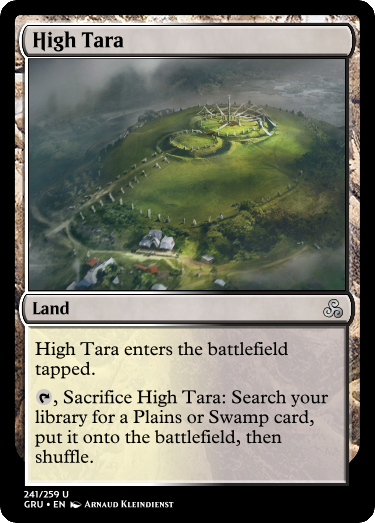 High Tara
Land
High Tara enters the battlefield
tapped.
, Sacrifice High Tara: Search your
library for a Plains or Swamp card,
put it onto the battlefield, then
shuffle.
241/259 U
GRU • EN Arnaud Kleindienst